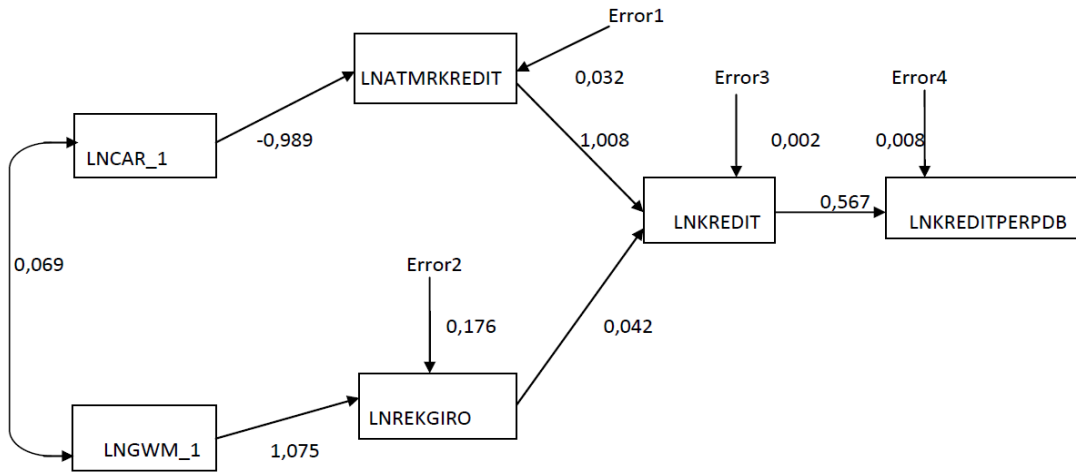 Error1
LNATMRKREDIT
0,032
Error3
Error4
LNCAR_1
-0,989
1,008
0,002
0,008
LNKREDIT
0,567
LNKREDITPERPDB
0,069
Error2
0,176
0,042
LNREKGIRO
LNGWM_1
1,075